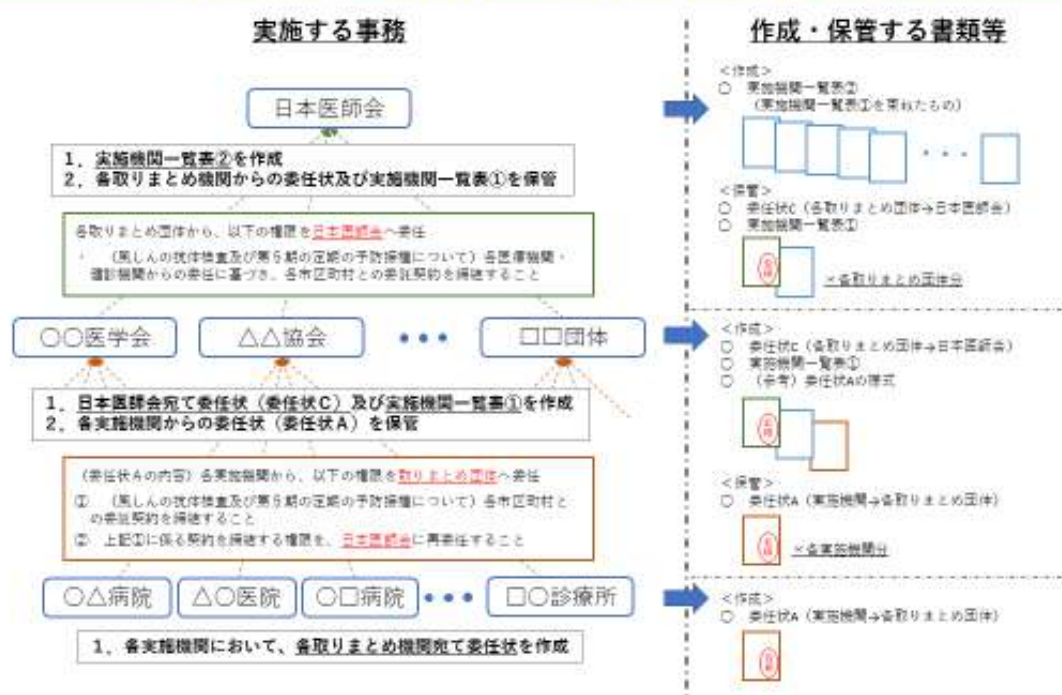 実施する事務
日本医師会
1．実施機関一覧表②を作成
2．各取りまとめ機関からの委任状及び実施機関一覧表①を保管
各取りまとめ団体から、以下の権限を日本医師会へ委任
・　（風しんの抗体検査及び第5期の定期の予防接種について）各医療機関・
健診機関からの委任に基づき、各市区町村との委託契約を締結すること
〇〇医学会
△△協会
・・・
□□団体
1．日本医師会宛て委任状（委任状C）及び実施機関一覧表①を作成
2．各実施機関からの委任状（委任状A）を保管
（委任状Aの内容）各実施機関から、以下の権限を取りまとめ団体へ委任
①　（風しんの抗体検査及び第5期の定期の予防接種について）各市区町村と
の委託契約を締結すること
②　上記①に係る契約を締結する権限を、日本医師会に再委任すること
〇△病院
△〇医院
〇□病院
・・・
□〇診療所
1．各実施機関において、各取りまとめ機関宛て委任状を作成
作成・保管する書類等
＜作成＞
〇　実施機関一覧表②
（実施機関一覧表①を束ねたもの）
・・・
＜保管＞
〇　委任状C（各取りまとめ団体→日本医師会）
〇　実施機関一覧表①
×各取りまとめ団体分
＜作成＞
〇　委任状C（各取りまとめ団体→日本医師会）
〇　実施機関一覧表①
〇　（参考）委任状Aの様式
＜保管＞
〇　委任状A（実施機関→各取りまとめ団体）
×各実施機関分
＜作成＞
〇　委任状A（実施機関→各取りまとめ団体）